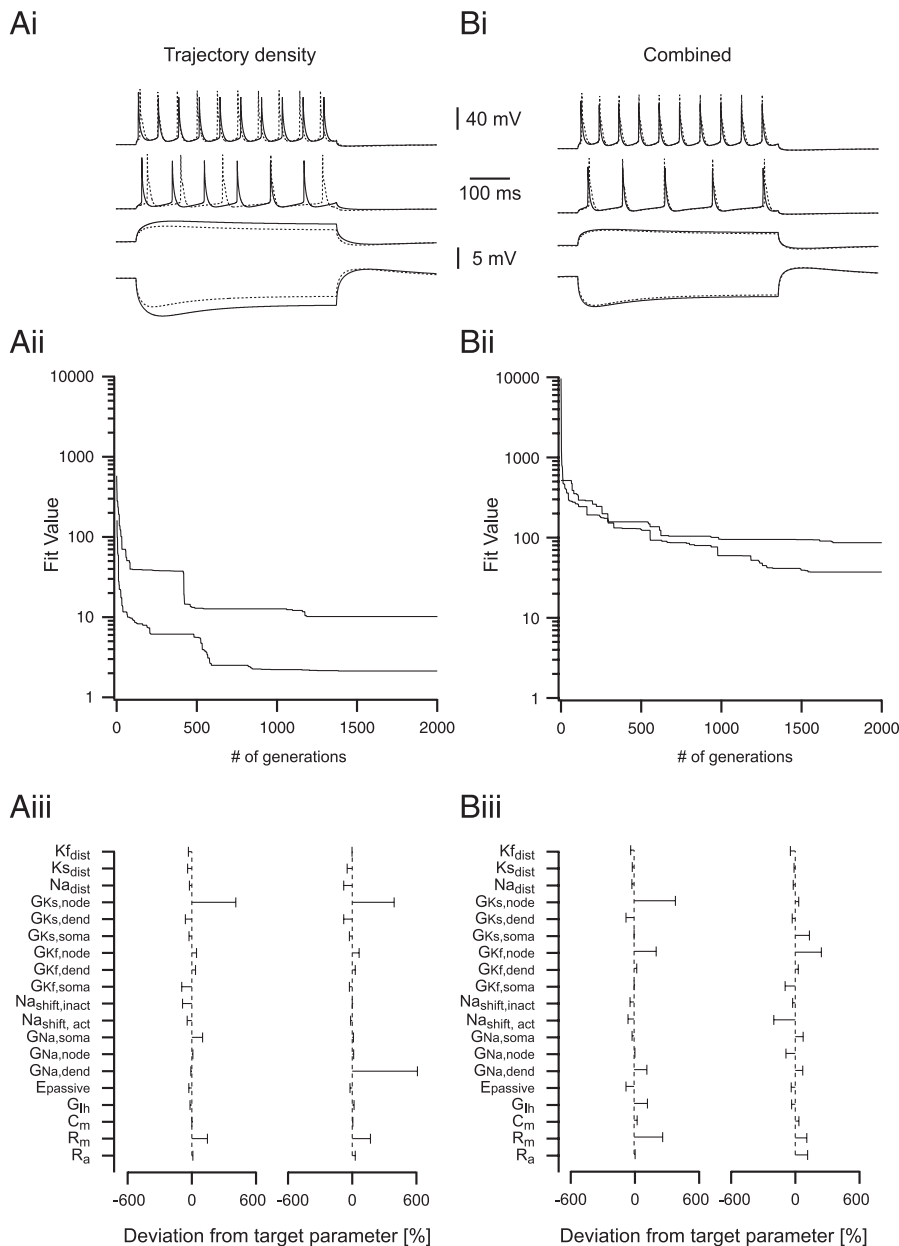 Ai
Trajectory density
Bi
Combined
40 mV
100 ms
5 mV
Aii
10000
1000
100
10
1
Fit Value
0 500 1000 1500 2000
# of generations
Bii
10000
1000
100
10
1
Fit Value
0 500 1000 1500 2000
# of generations
Aiii
Kfdist
Ksdist
Nadist
GKs,node
GKs,dend
GKs,soma
GKf,node
GKf,dend
GKf,soma
Nashift,inact
Nashift, act
GNa,soma
GNa,node
GNa,dend
Epassive
GIh
Cm
Rm
Ra
-600 0 600
-600 0 600
Deviation from target parameter [%]
Biii
Kfdist
Ksdist
Nadist
GKs,node
GKs,dend
GKs,soma
GKf,node
GKf,dend
GKf,soma
Nashift,inact
Nashift, act
GNa,soma
GNa,node
GNa,dend
Epassive
GIh
Cm
Rm
Ra
-600 0 600
-600 0 600
Deviation from target parameter [%]